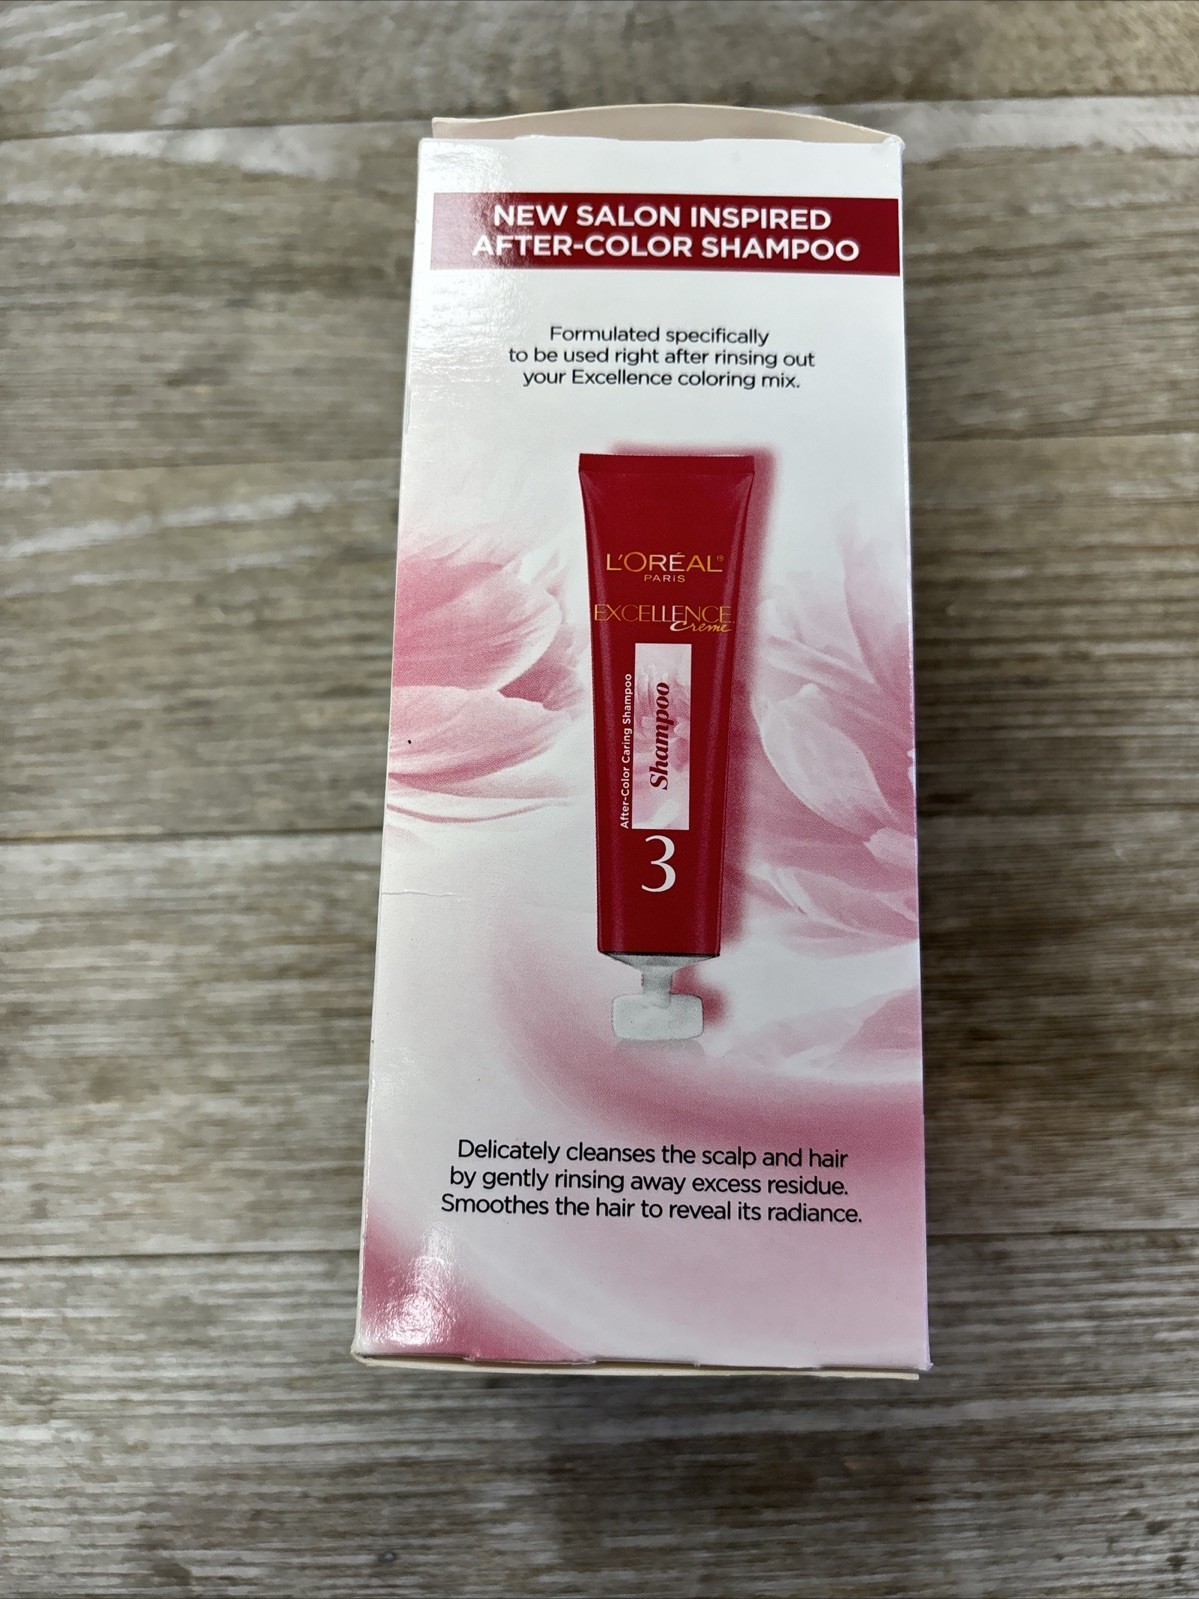 NEW SALON INSPIRED
AFTER-COLOR SHAMPOO
Formulated specifically
to be used right after rinsing out
your Excellence coloring mix.
L'ORÉAL®
PARIS
EXCELLENCE
Creme
After-Color Caring Shampoo
Shampoo
3
Delicately cleanses the scalp and hair
by gently rinsing away excess residue.
Smoothes the hair to reveal its radiance.